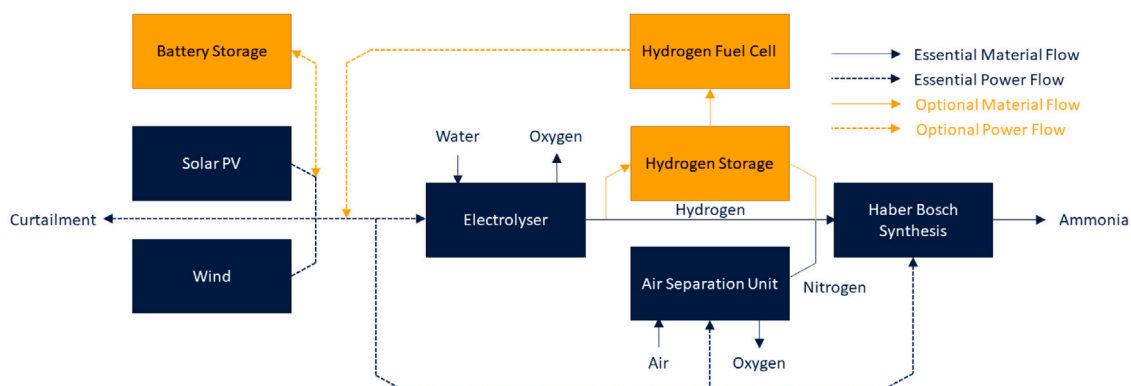 Battery Storage
Hydrogen Fuel Cell
Essential Material Flow
Essential Power Flow
Optional Material Flow
Optional Power Flow
Solar PV
Water
Oxygen
Hydrogen Storage
Curtailment
Electrolyser
Hydrogen
Haber Bosch
Synthesis
Ammonia
Wind
Air Separation Unit
Nitrogen
Air
Oxygen